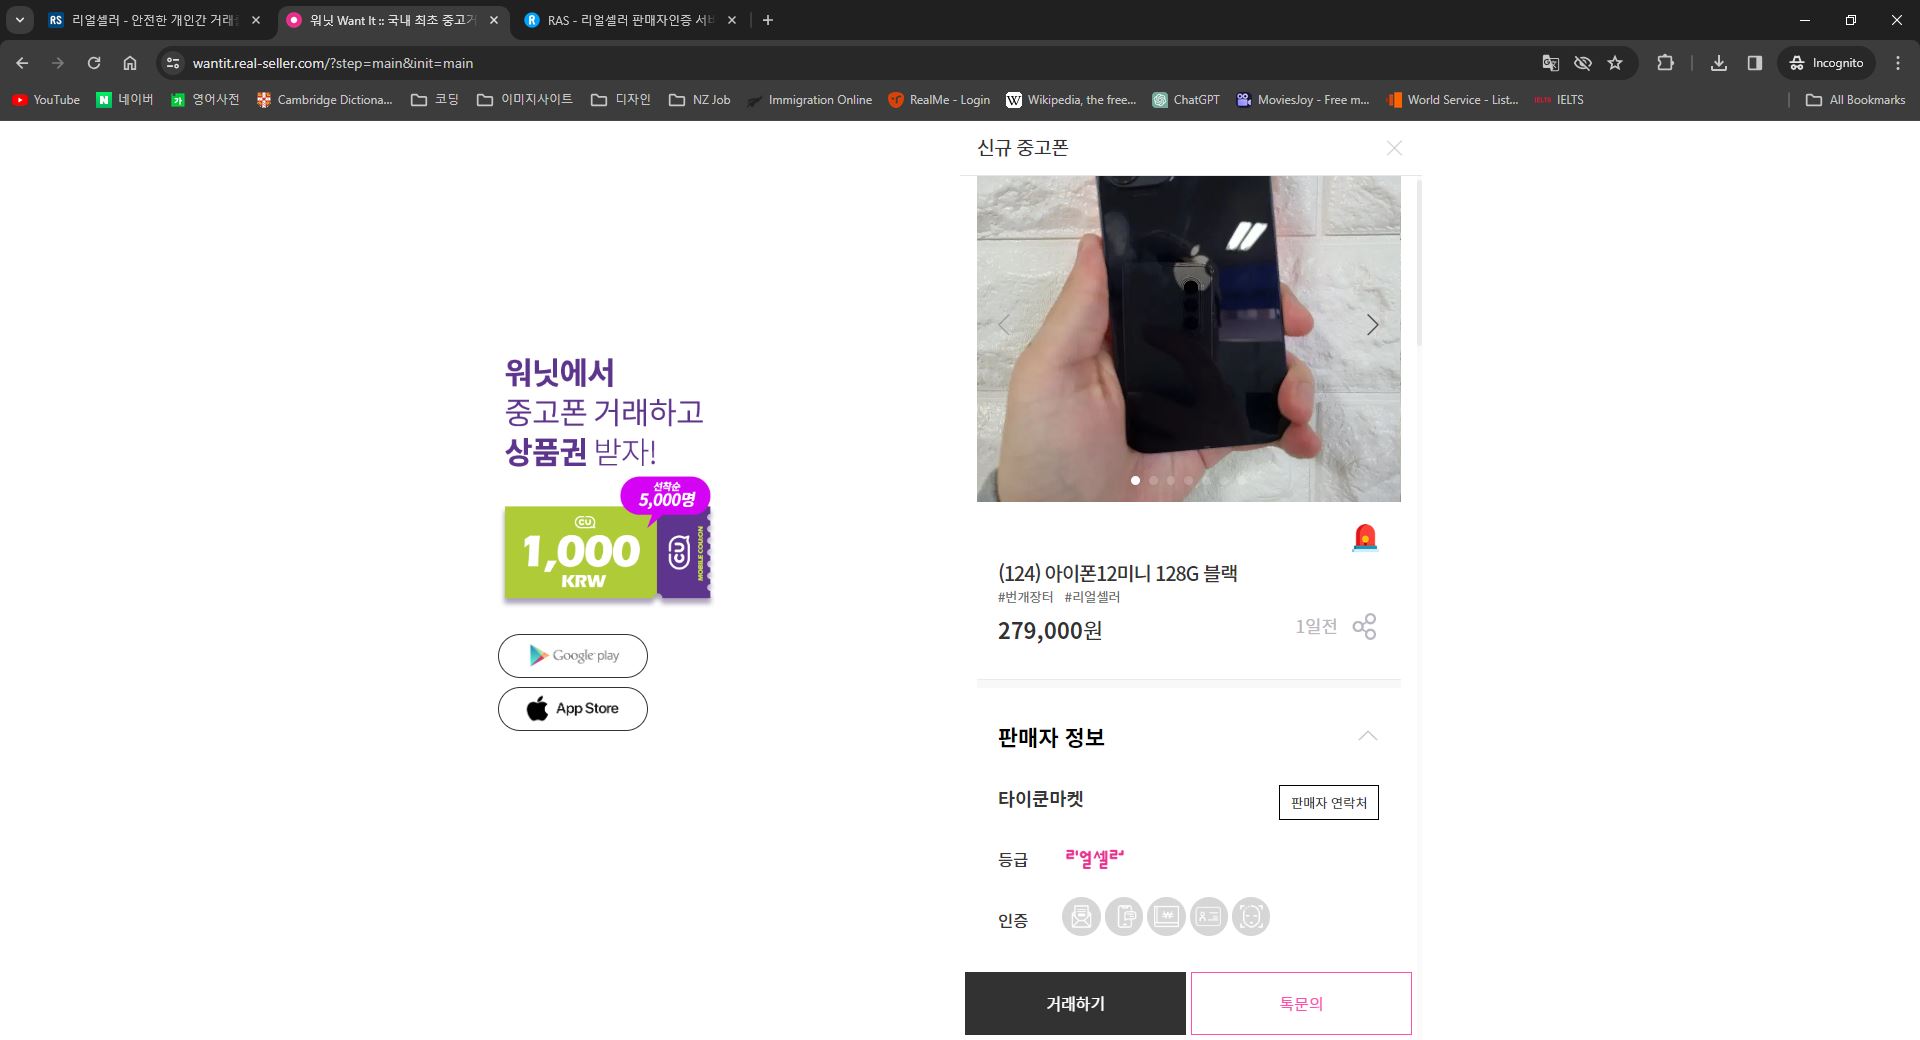 RS 리얼셀러 - 안전한 개인간 거래
워닛 Want It :: 국내 최초 중고거
RAS - 리얼셀러 판매자인증 서비
wantit.real-seller.com/?step=main&init=main
Incognito
YouTube
네이버
영어사전
Cambridge Dictiona...
코딩
이미지사이트
디자인
NZ Job
Immigration Online
RealMe - Login
Wikipedia, the free...
ChatGPT
MoviesJoy - Free m...
World Service - List...
IELTS
All Bookmarks
워닛에서
중고폰 거래하고
상품권 받자!
선착순
5,000명
CU
1,000
KRW
CU
MOBILE COUPON
Google play
App Store
신규 중고폰
(124) 아이폰12미니 128G 블랙
#번개장터 #리얼셀러
279,000원
1일전
판매자 정보
타이쿤마켓
판매자 연락처
등급
리얼셀러
인증
거래하기
톡문의